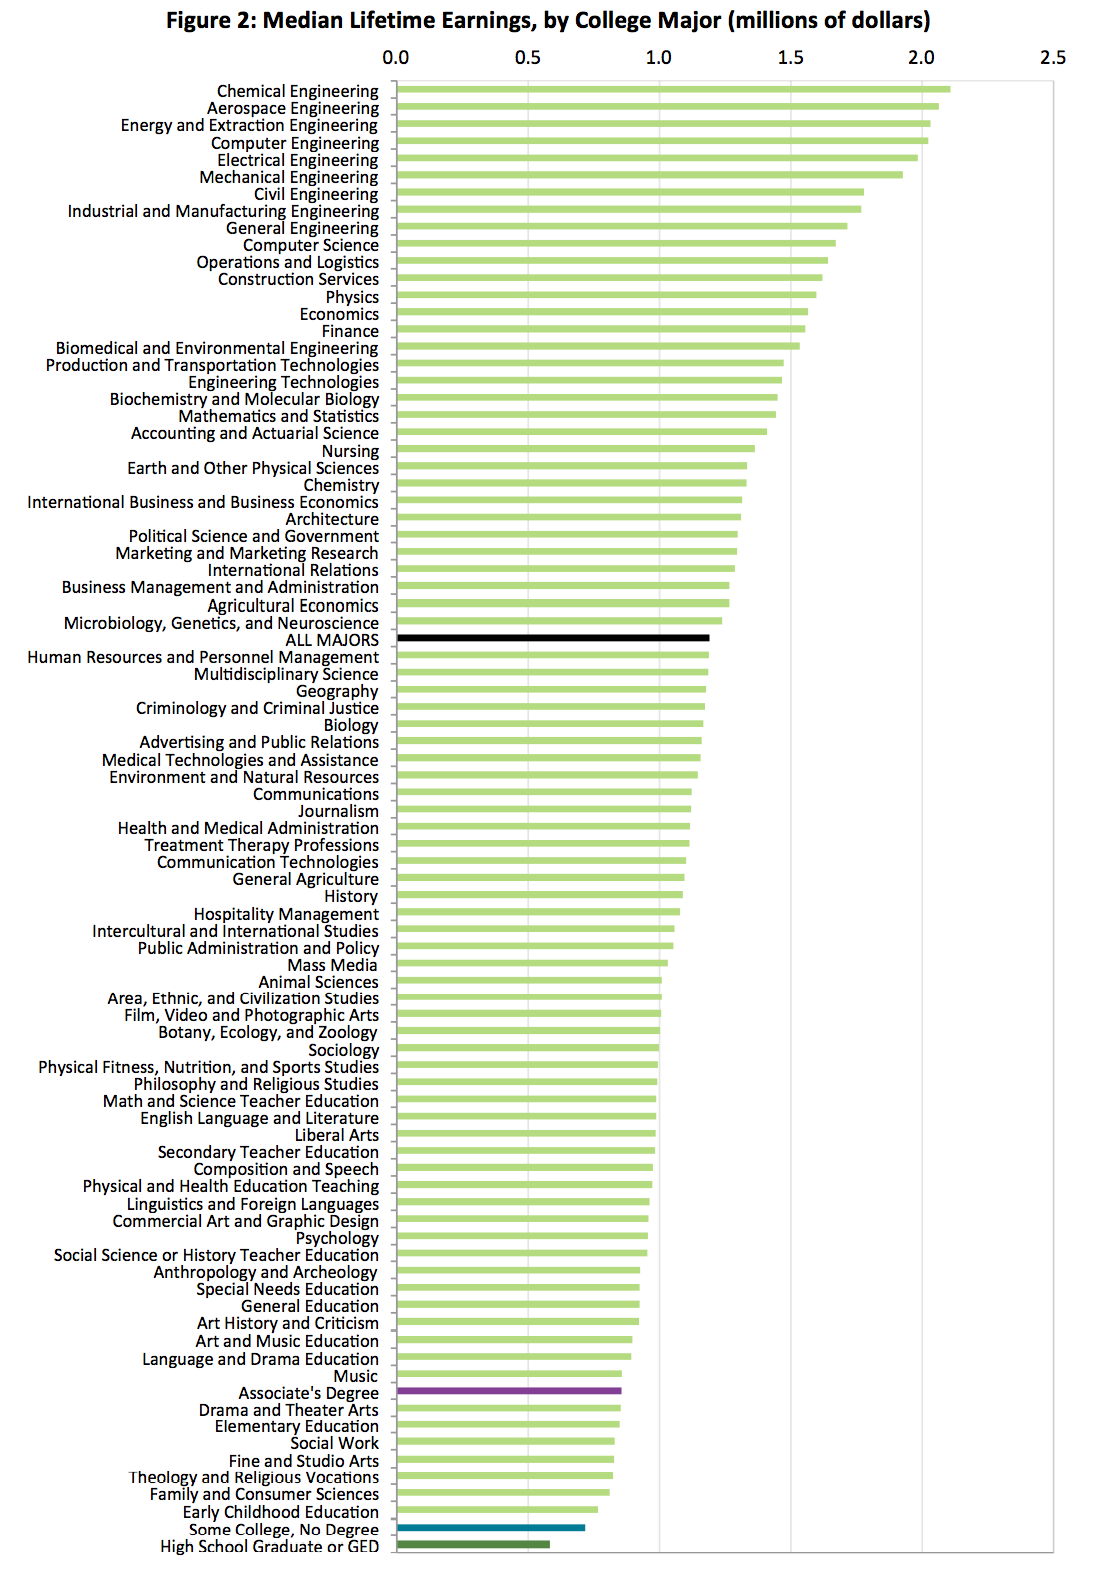 Figure 2: Median Lifetime Earnings, by College Major (millions of dollars)
0.0 0.5 1.0 1.5 2.0 2.5
Chemical Engineering
Aerospace Engineering
Energy and Extraction Engineering
Computer Engineering
Electrical Engineering
Mechanical Engineering
Civil Engineering
Industrial and Manufacturing Engineering
General Engineering
Computer Science
Operations and Logistics
Construction Services
Physics
Economics
Finance
Biomedical and Environmental Engineering
Production and Transportation Technologies
Engineering Technologies
Biochemistry and Molecular Biology
Mathematics and Statistics
Accounting and Actuarial Science
Nursing
Earth and Other Physical Sciences
Chemistry
International Business and Business Economics
Architecture
Political Science and Government
Marketing and Marketing Research
International Relations
Business Management and Administration
Agricultural Economics
Microbiology, Genetics, and Neuroscience
ALL MAJORS
Human Resources and Personnel Management
Multidisciplinary Science
Geography
Criminology and Criminal Justice
Biology
Advertising and Public Relations
Medical Technologies and Assistance
Environment and Natural Resources
Communications
Journalism
Health and Medical Administration
Treatment Therapy Professions
Communication Technologies
General Agriculture
History
Hospitality Management
Intercultural and International Studies
Public Administration and Policy
Mass Media
Animal Sciences
Area, Ethnic, and Civilization Studies
Film, Video and Photographic Arts
Botany, Ecology, and Zoology
Sociology
Physical Fitness, Nutrition, and Sports Studies
Philosophy and Religious Studies
Math and Science Teacher Education
English Language and Literature
Liberal Arts
Secondary Teacher Education
Composition and Speech
Physical and Health Education Teaching
Linguistics and Foreign Languages
Commercial Art and Graphic Design
Psychology
Social Science or History Teacher Education
Anthropology and Archeology
Special Needs Education
General Education
Art History and Criticism
Art and Music Education
Language and Drama Education
Music
Associate's Degree
Drama and Theater Arts
Elementary Education
Social Work
Fine and Studio Arts
Theology and Religious Vocations
Family and Consumer Sciences
Early Childhood Education
Some College, No Degree
High School Graduate or GED